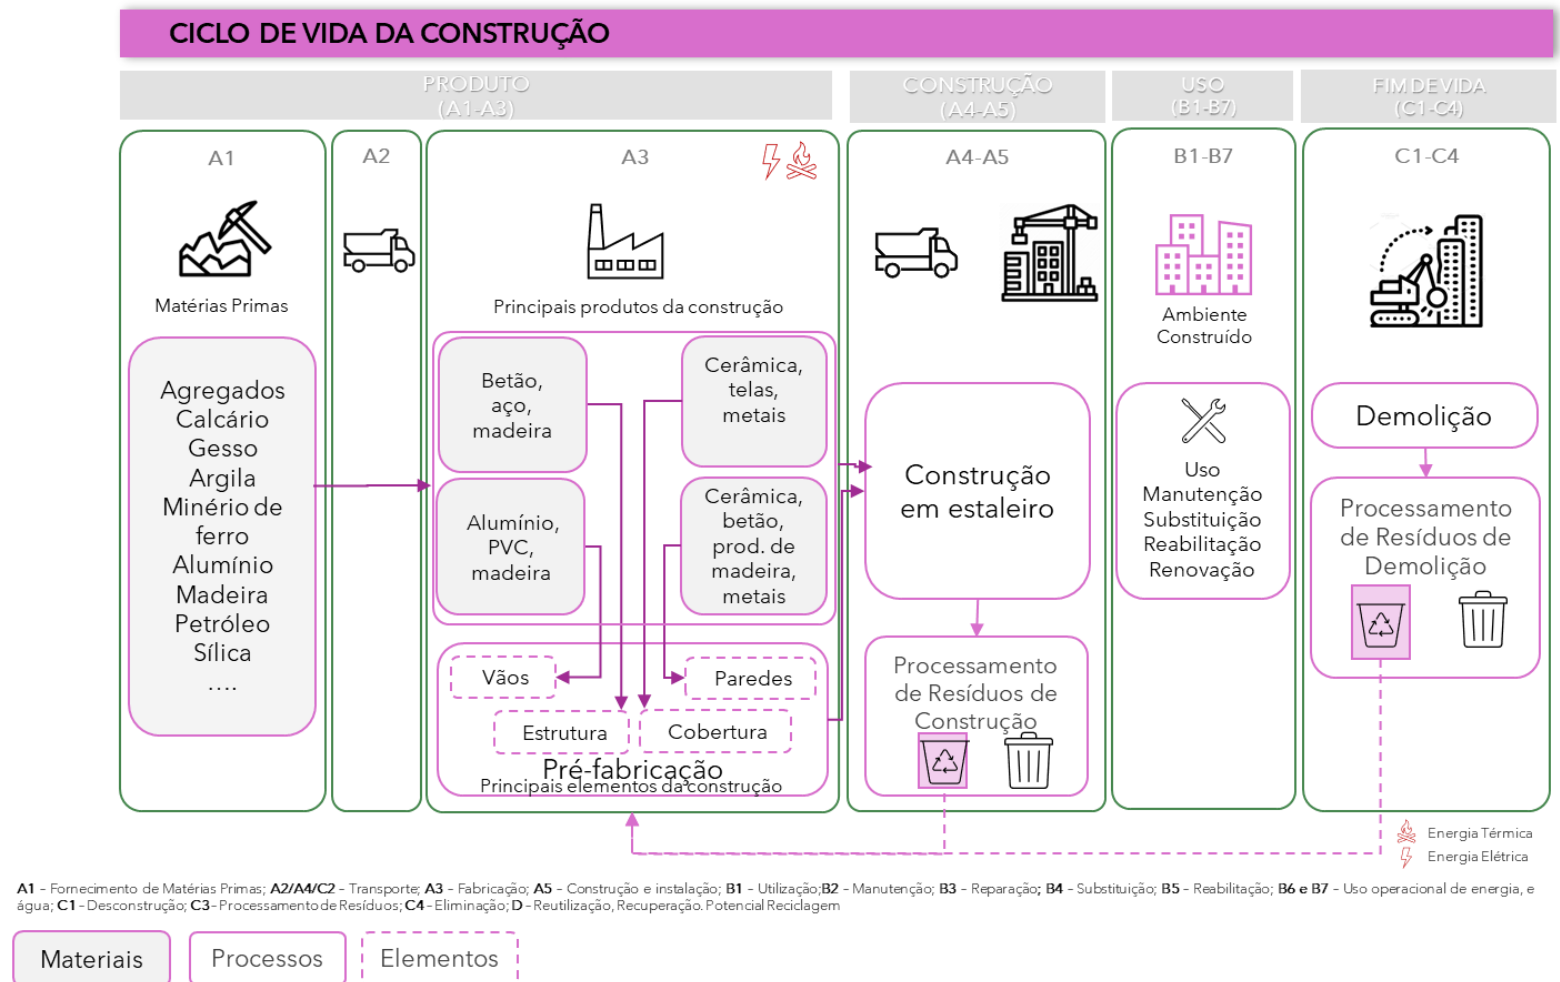 CICLO DE VIDA DA CONSTRUÇÃO
PRODUTO
(A1-A3)
CONSTRUÇÃO
(A4-A5)
USO
(B1-B7)
FIM DE VIDA
(C1-C4)
A1
A2
A3
A4-A5
B1-B7
C1-C4
Matérias Primas
Principais produtos da construção
Ambiente
Construído
Agregados
Calcário
Gesso
Argila
Minério de
ferro
Alumínio
Madeira
Petróleo
Sílica
....
Betão,
aço,
madeira
Cerâmica,
telas,
metais
Alumínio,
PVC,
madeira
Cerâmica,
betão,
prod. de
madeira,
metais
Vãos
Paredes
Estrutura
Cobertura
Pré-fabricação
Principais elementos da construção
Construção
em estaleiro
Processamento
de Resíduos de
Construção
Uso
Manutenção
Substituição
Reabilitação
Renovação
Demolição
Processamento
de Resíduos de
Demolição
Energia Térmica
Energia Elétrica
A1 – Fornecimento de Matérias Primas; A2/A4/C2 – Transporte; A3 – Fabricação; A5 – Construção e instalação; B1 – Utilização;B2 – Manutenção; B3 – Reparação; B4 – Substituição; B5 – Reabilitação; B6 e B7 – Uso operacional de energia, e
água; C1 – Desconstrução; C3– Processamento de Resíduos; C4 – Eliminação; D – Reutilização, Recuperação. Potencial Reciclagem
Materiais
Processos
Elementos